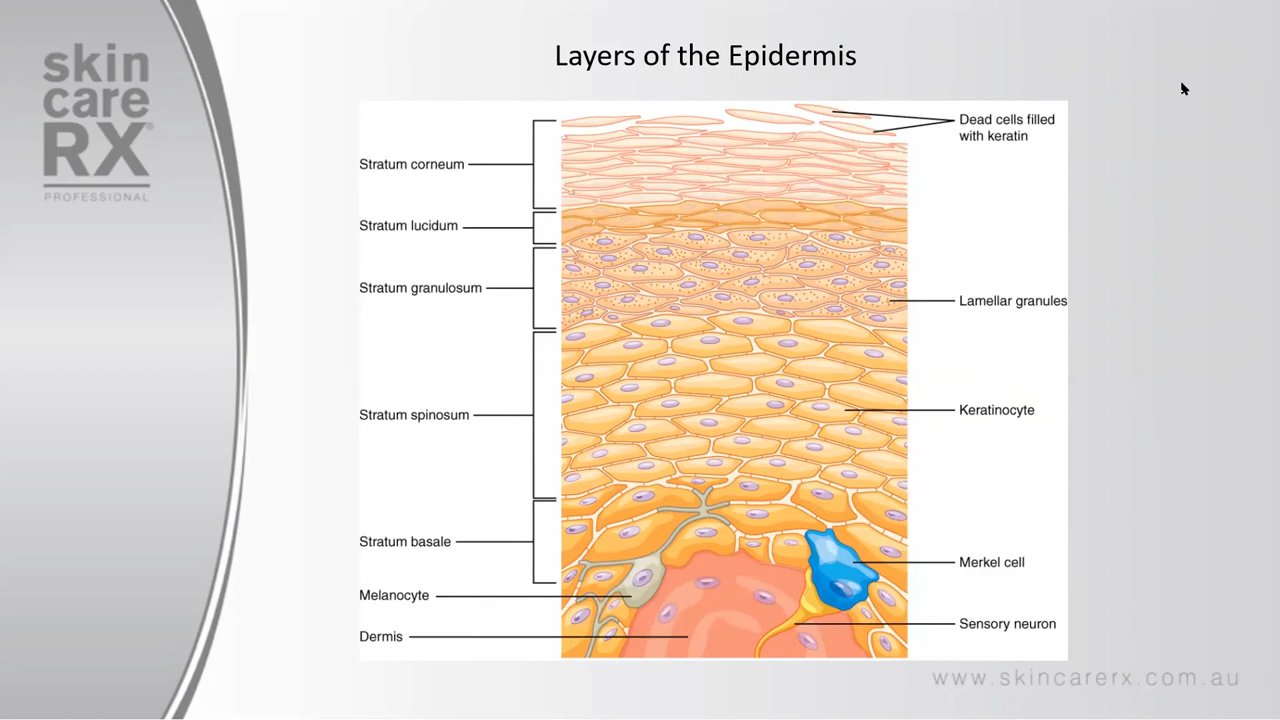 skin
care
RX®
PROFESSIONAL
Layers of the Epidermis
Stratum corneum
Stratum lucidum
Stratum granulosum
Stratum spinosum
Stratum basale
Melanocyte
Dermis
Dead cells filled
with keratin
Lamellar granules
Keratinocyte
Merkel cell
Sensory neuron
www.skincarerx.com.au